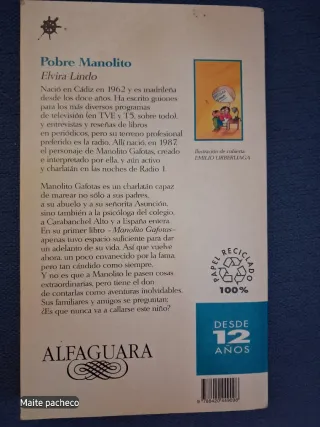 Pobre Manolito
Elvira Lindo
Nació en Cádiz en 1962 y es madrileña
desde los doce años. Ha escrito guiones
para los más diversos programas
de televisión (en TVE y T5, sobre todo),
y entrevistas y reseñas de libros
en periódicos, pero su terreno profesional
preferido es la radio. Allí nació, en 1987,
el personaje de Manolito Gafotas, creado
e interpretado por ella, y aún activo
y charlatán en las noches de Radio 1.
Manolito Gafotas es un charlatán capaz
de marear no sólo a sus padres,
a su abuelo y a su señorita Asunción,
sino también a la psicóloga del colegio,
a Carabanchel Alto y a España entera.
En su primer libro –Manolito Gafotas–
apenas tuvo espacio suficiente para dar
un adelanto de su vida. Así que vuelve
ahora, un poco envanecido por la fama,
pero tan cándido como siempre.
Y no es que a Manolito le pasen cosas
extraordinarias, pero tiene el don
de contarlas como aventuras inolvidables.
Sus familiares y amigos se preguntan:
¿Es que nunca va a callarse este niño?
Ilustración de cubierta:
EMILIO URBERUAGA
PAPEL RECICLADO
100%
DESDE
12
AÑOS
ALFAGUARA
Maite pacheco